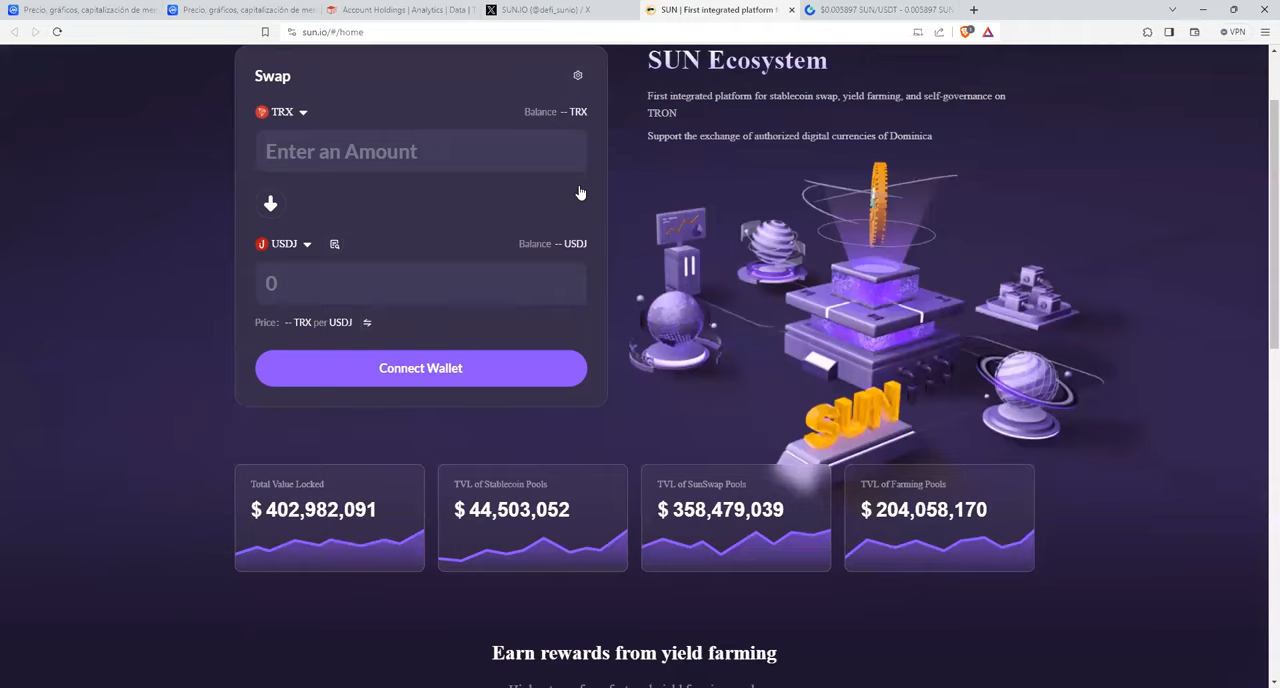 Precio, gráficos, capitalización de mer
Precio, gráficos, capitalización de mer
Account Holdings | Analytics | Data | T
SUN.IO (@defi_sunio) / X
SUN | First integrated platform f
$0.005897 SUN/USDT - 0.005897 SUN
sun.io/#/home
VPN
Swap
TRX
Balance -- TRX
Enter an Amount
USDJ
Balance -- USDJ
0
Price: -- TRX per USDJ
Connect Wallet
SUN Ecosystem
First integrated platform for stablecoin swap, yield farming, and self-governance on
TRON
Support the exchange of authorized digital currencies of Dominica
SUN
Total Value Locked
$ 402,982,091
TVL of Stablecoin Pools
$ 44,503,052
TVL of SunSwap Pools
$ 358,479,039
TVL of Farming Pools
$ 204,058,170
Earn rewards from yield farming